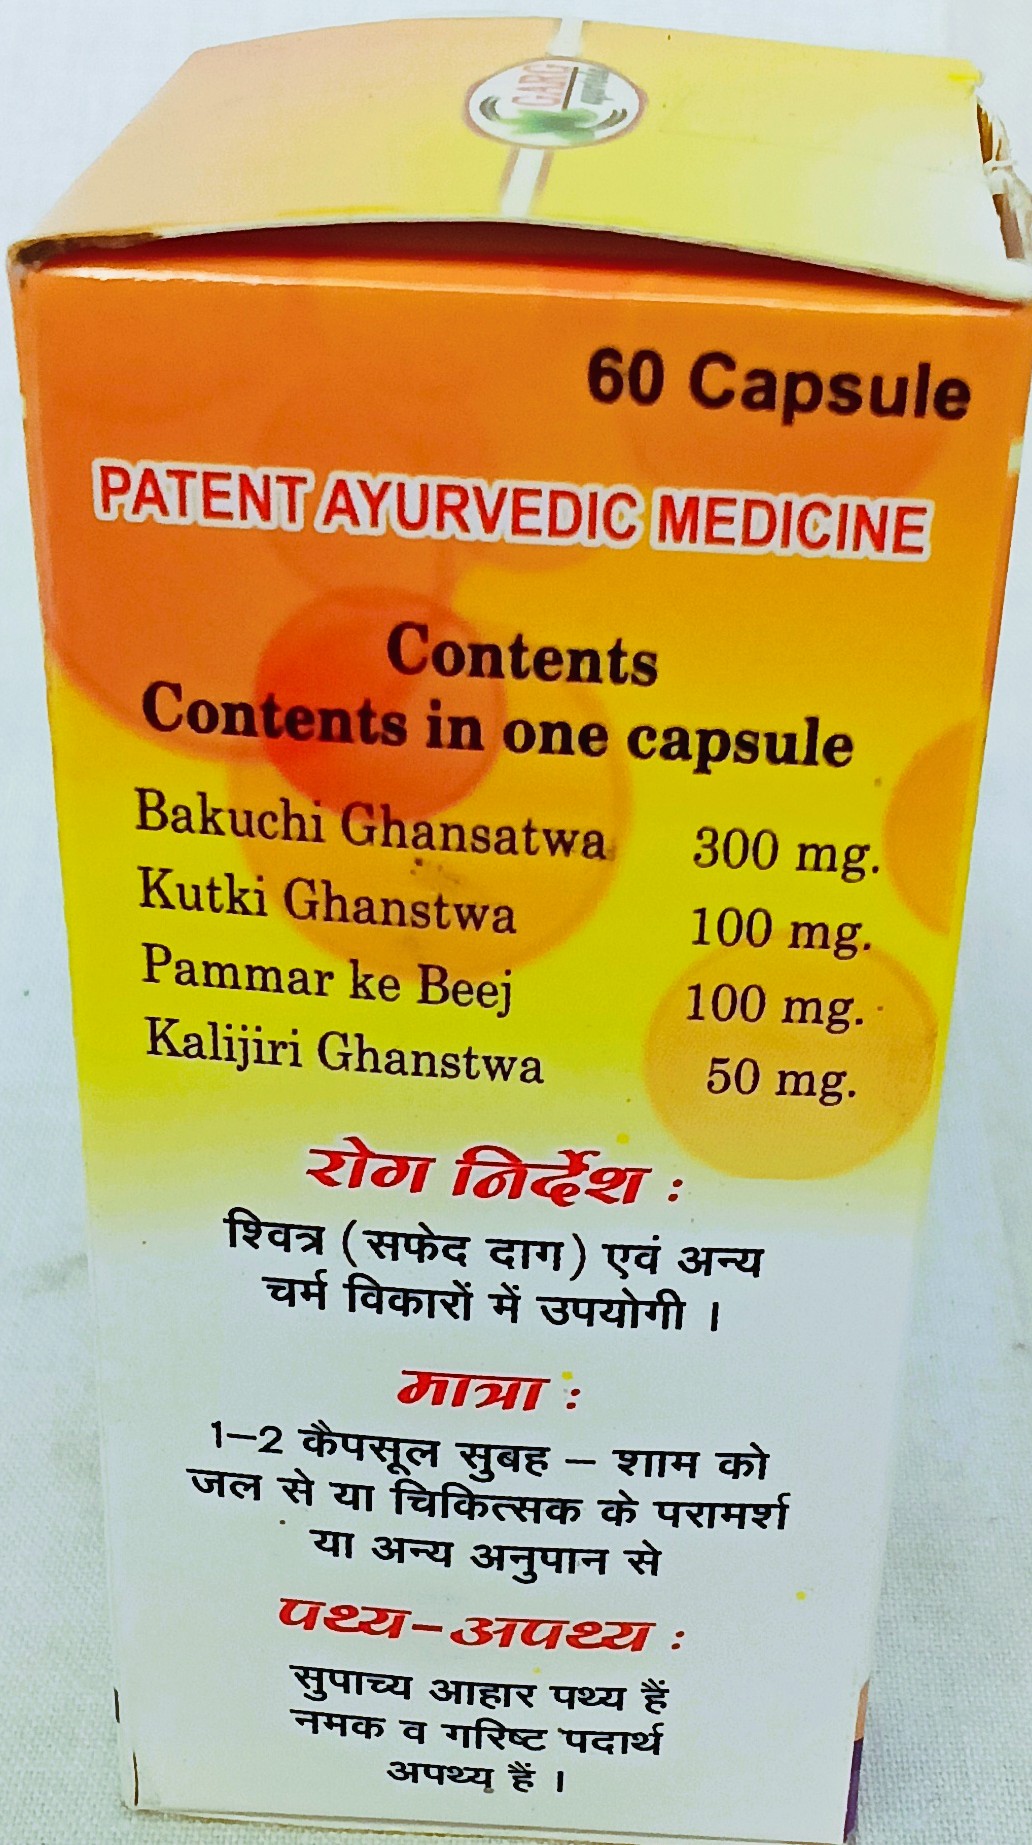 GARG
60 Capsule
PATENT AYURVEDIC MEDICINE
Contents
Contents in one capsule
Bakuchi Ghansatwa 300 mg.
Kutki Ghanstwa 100 mg.
Pammar ke Beej 100 mg.
Kalijiri Ghanstwa 50 mg.
रोग निर्देश :
श्वित्र (सफेद दाग) एवं अन्य
चर्म विकारों में उपयोगी ।
मात्रा :
1–2 कैपसूल सुबह – शाम को
जल से या चिकित्सक के परामर्श
या अन्य अनुपान से
पथ्य–अपथ्य :
सुपाच्य आहार पथ्य हैं
नमक व गरिष्ट पदार्थ
अपथ्य हैं ।